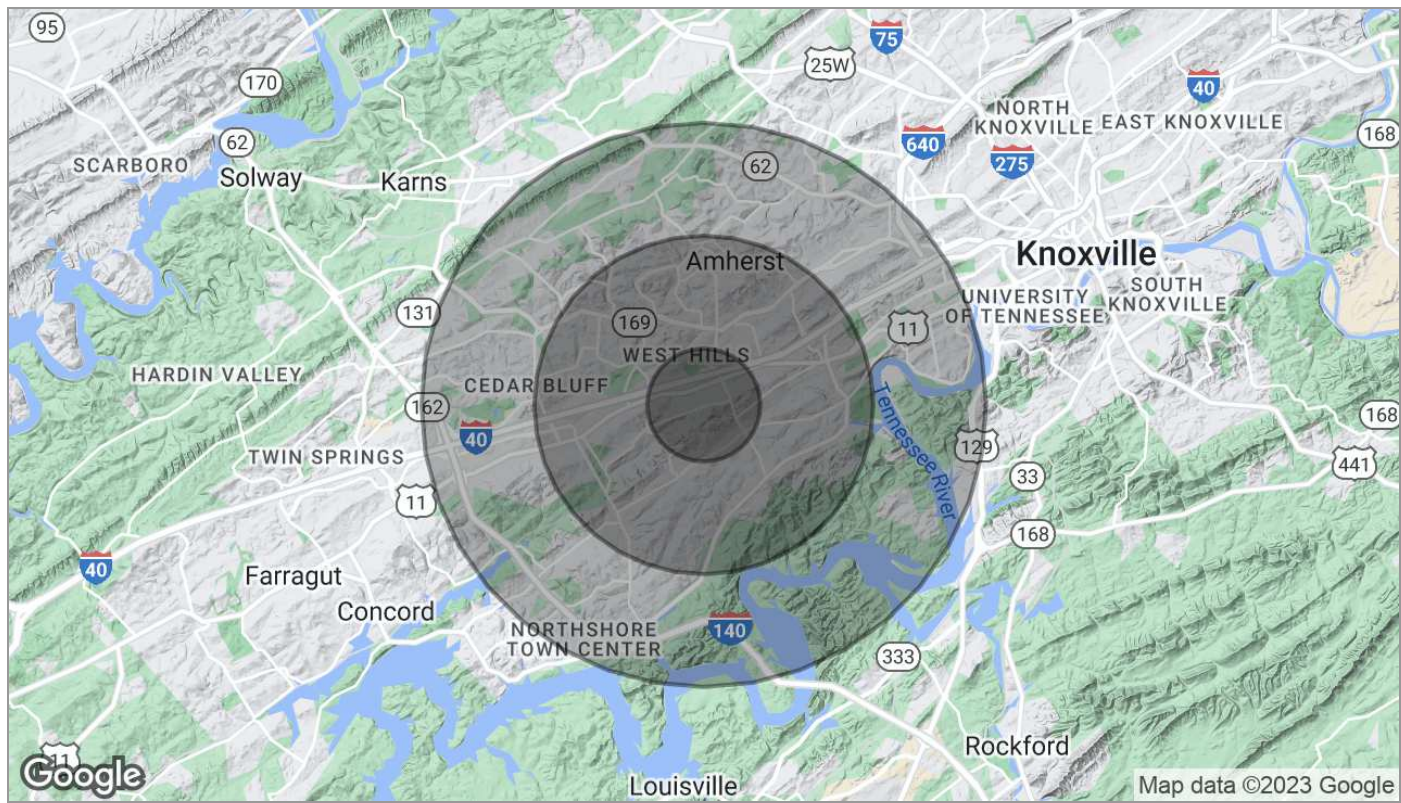 95
75
25W
170
40
NORTH
KNOXVILLE
EAST KNOXVILLE
168
640
62
275
62
SCARBORO
Solway
Karns
Knoxville
Amherst
SOUTH
KNOXVILLE
UNIVERSITY
OF TENNESSEE
131
169
11
WEST HILLS
HARDIN VALLEY
CEDAR BLUFF
162
168
40
Tennessee River
129
TWIN SPRINGS
441
33
11
168
40
Farragut
Concord
NORTHSHORE
TOWN CENTER
140
333
Rockford
11
Google
Louisville
Map data ©2023 Google